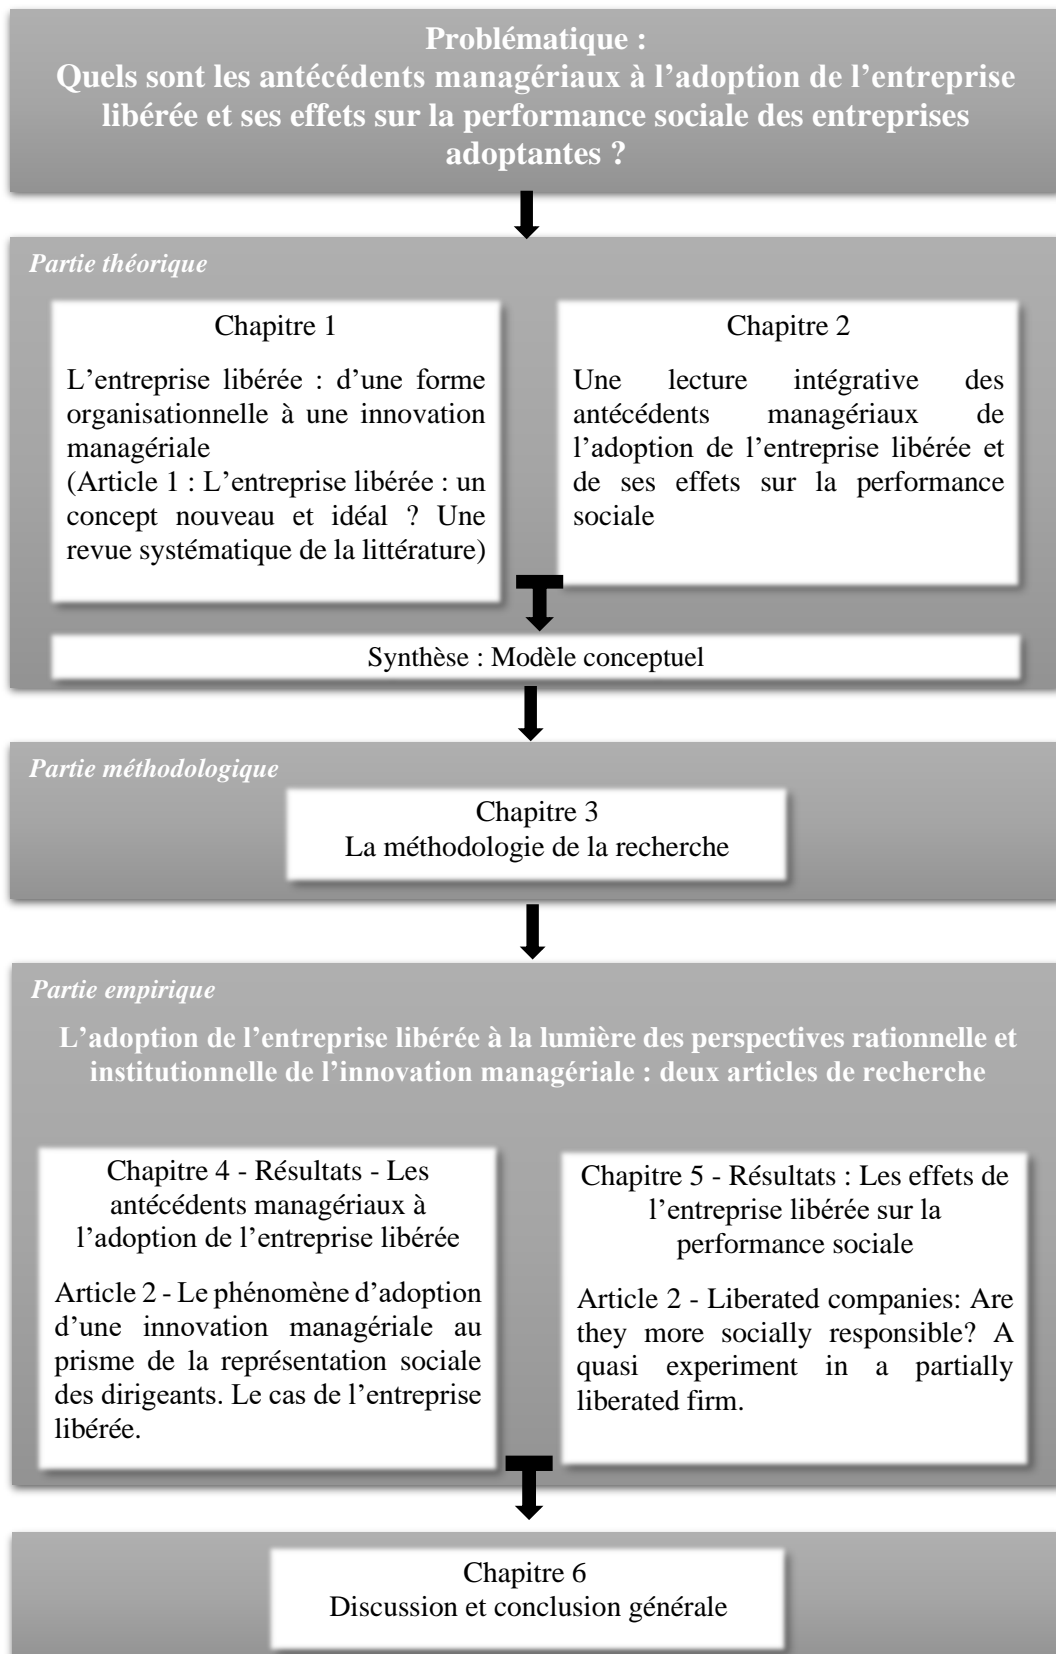 Problématique :
Quels sont les antécédents managériaux à l’adoption de l’entreprise
libérée et ses effets sur la performance sociale des entreprises
adoptantes ?
Partie théorique
Chapitre 1
L’entreprise libérée : d’une forme
organisationnelle à une innovation
managériale
(Article 1 : L’entreprise libérée : un
concept nouveau et idéal ? Une
revue systématique de la littérature)
Chapitre 2
Une lecture intégrative des
antécédents managériaux de
l’adoption de l’entreprise libérée et
de ses effets sur la performance
sociale
Synthèse : Modèle conceptuel
Partie méthodologique
Chapitre 3
La méthodologie de la recherche
Partie empirique
L’adoption de l’entreprise libérée à la lumière des perspectives rationnelle et
institutionnelle de l’innovation managériale : deux articles de recherche
Chapitre 4 - Résultats - Les
antécédents managériaux à
l’adoption de l’entreprise libérée
Article 2 - Le phénomène d’adoption
d’une innovation managériale au
prisme de la représentation sociale
des dirigeants. Le cas de l’entreprise
libérée.
Chapitre 5 - Résultats : Les effets de
l’entreprise libérée sur la
performance sociale
Article 2 - Liberated companies: Are
they more socially responsible? A
quasi experiment in a partially
liberated firm.
Chapitre 6
Discussion et conclusion générale